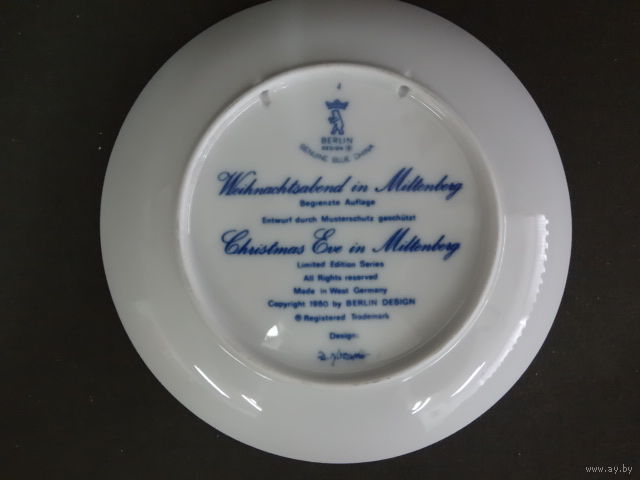 BERLIN
DESIGN ®
GENUINE BLUE CHINA
Weihnachtsabend in Miltenberg
Begrenzte Auflage
Entwurf durch Musterschutz geschützt
Christmas Eve in Miltenberg
Limited Edition Series
All Rights reserved
Made in West Germany
Copyright 1980 by BERLIN DESIGN
® Registered Trademark
Design:
www.ay.by